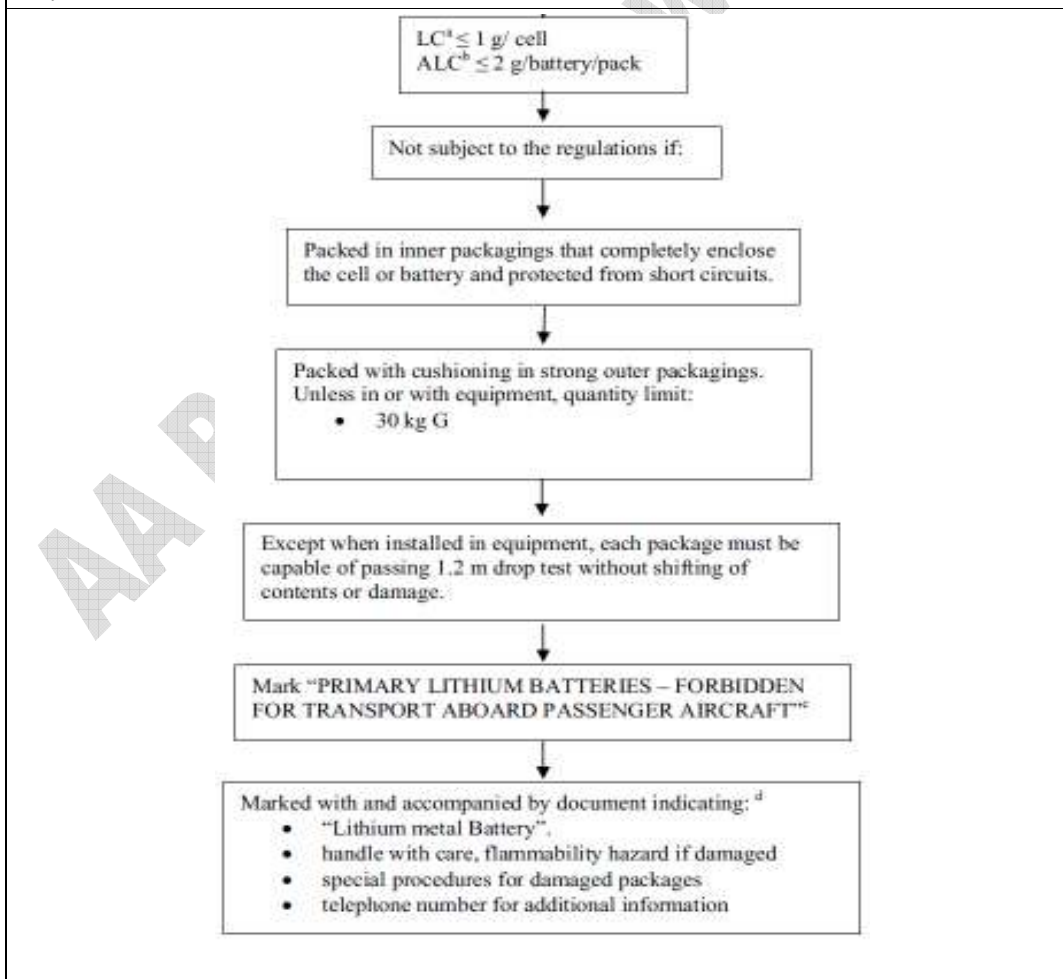 LCᵃ ≤ 1 g/ cell
ALCᵇ ≤ 2 g/battery/pack
Not subject to the regulations if:
Packed in inner packagings that completely enclose
the cell or battery and protected from short circuits.
Packed with cushioning in strong outer packagings.
Unless in or with equipment, quantity limit:
• 30 kg G
Except when installed in equipment, each package must be
capable of passing 1.2 m drop test without shifting of
contents or damage.
Mark “PRIMARY LITHIUM BATTERIES – FORBIDDEN
FOR TRANSPORT ABOARD PASSENGER AIRCRAFT”ᶜ
Marked with and accompanied by document indicating: ᵈ
• “Lithium metal Battery”.
• handle with care, flammability hazard if damaged
• special procedures for damaged packages
• telephone number for additional information
AA